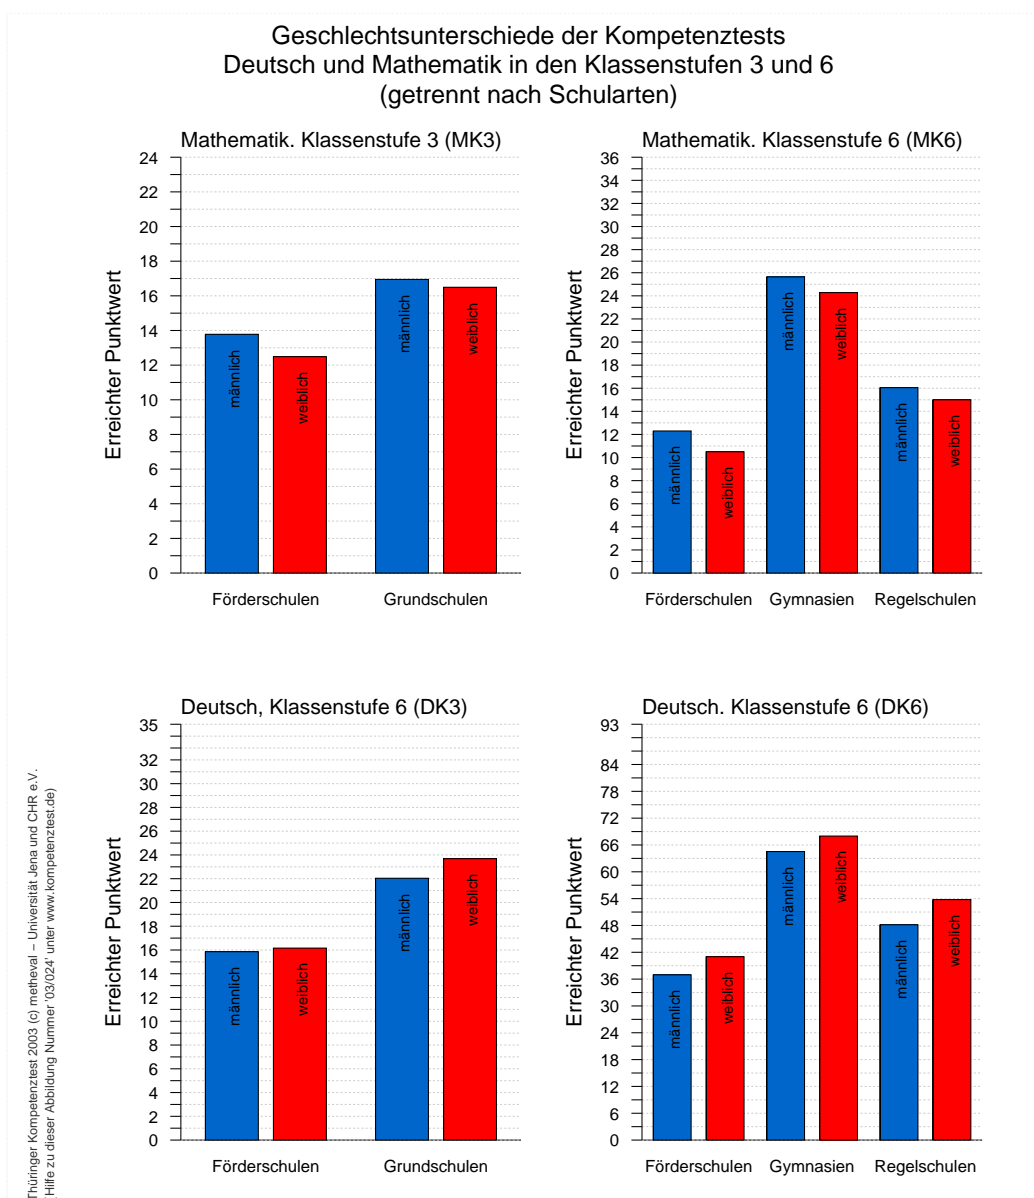 Geschlechtsunterschiede der Kompetenztests
Deutsch und Mathematik in den Klassenstufen 3 und 6
(getrennt nach Schularten)
Mathematik. Klassenstufe 3 (MK3)
Erreichter Punktwert
24
22
20
18
16
14
12
10
8
6
4
2
0
männlich
weiblich
männlich
weiblich
Förderschulen
Grundschulen
Mathematik. Klassenstufe 6 (MK6)
Erreichter Punktwert
36
34
32
30
28
26
24
22
20
18
16
14
12
10
8
6
4
2
0
männlich
weiblich
männlich
weiblich
männlich
weiblich
Förderschulen
Gymnasien
Regelschulen
Deutsch, Klassenstufe 6 (DK3)
Erreichter Punktwert
35
32
30
28
26
24
22
20
18
16
14
12
10
8
6
4
2
0
männlich
weiblich
männlich
weiblich
Förderschulen
Grundschulen
Deutsch. Klassenstufe 6 (DK6)
Erreichter Punktwert
93
84
78
72
66
60
54
48
42
36
30
24
18
12
6
0
männlich
weiblich
männlich
weiblich
männlich
weiblich
Förderschulen
Gymnasien
Regelschulen
Thüringer Kompetenztest 2003 (c) metheval – Universität Jena und CHR e.V.
(Hilfe zu dieser Abbildung Nummer '03/024' unter www.kompetenztest.de)